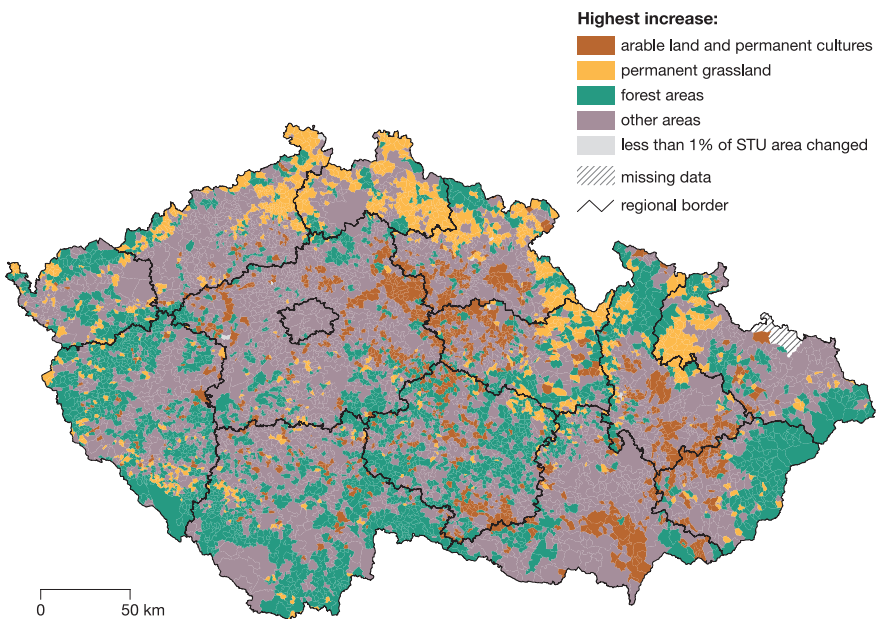 Highest increase:
arable land and permanent cultures
permanent grassland
forest areas
other areas
less than 1% of STU area changed
missing data
regional border
0 50 km